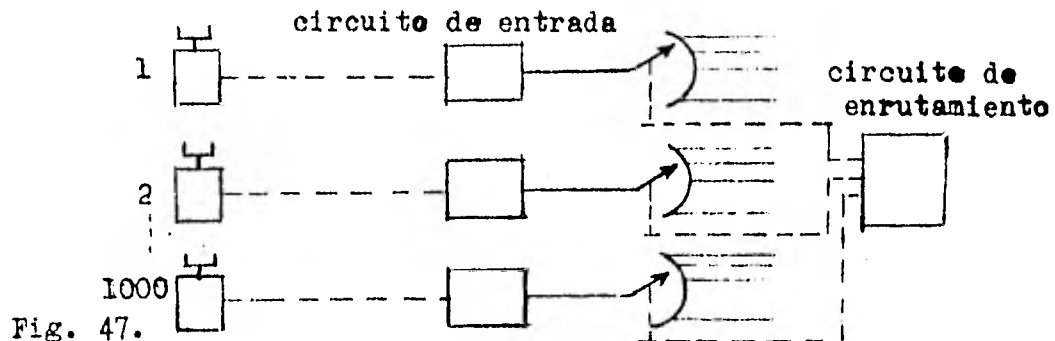 circuito de entrada
1
circuito de
enrutamiento
2
1000
Fig. 47.